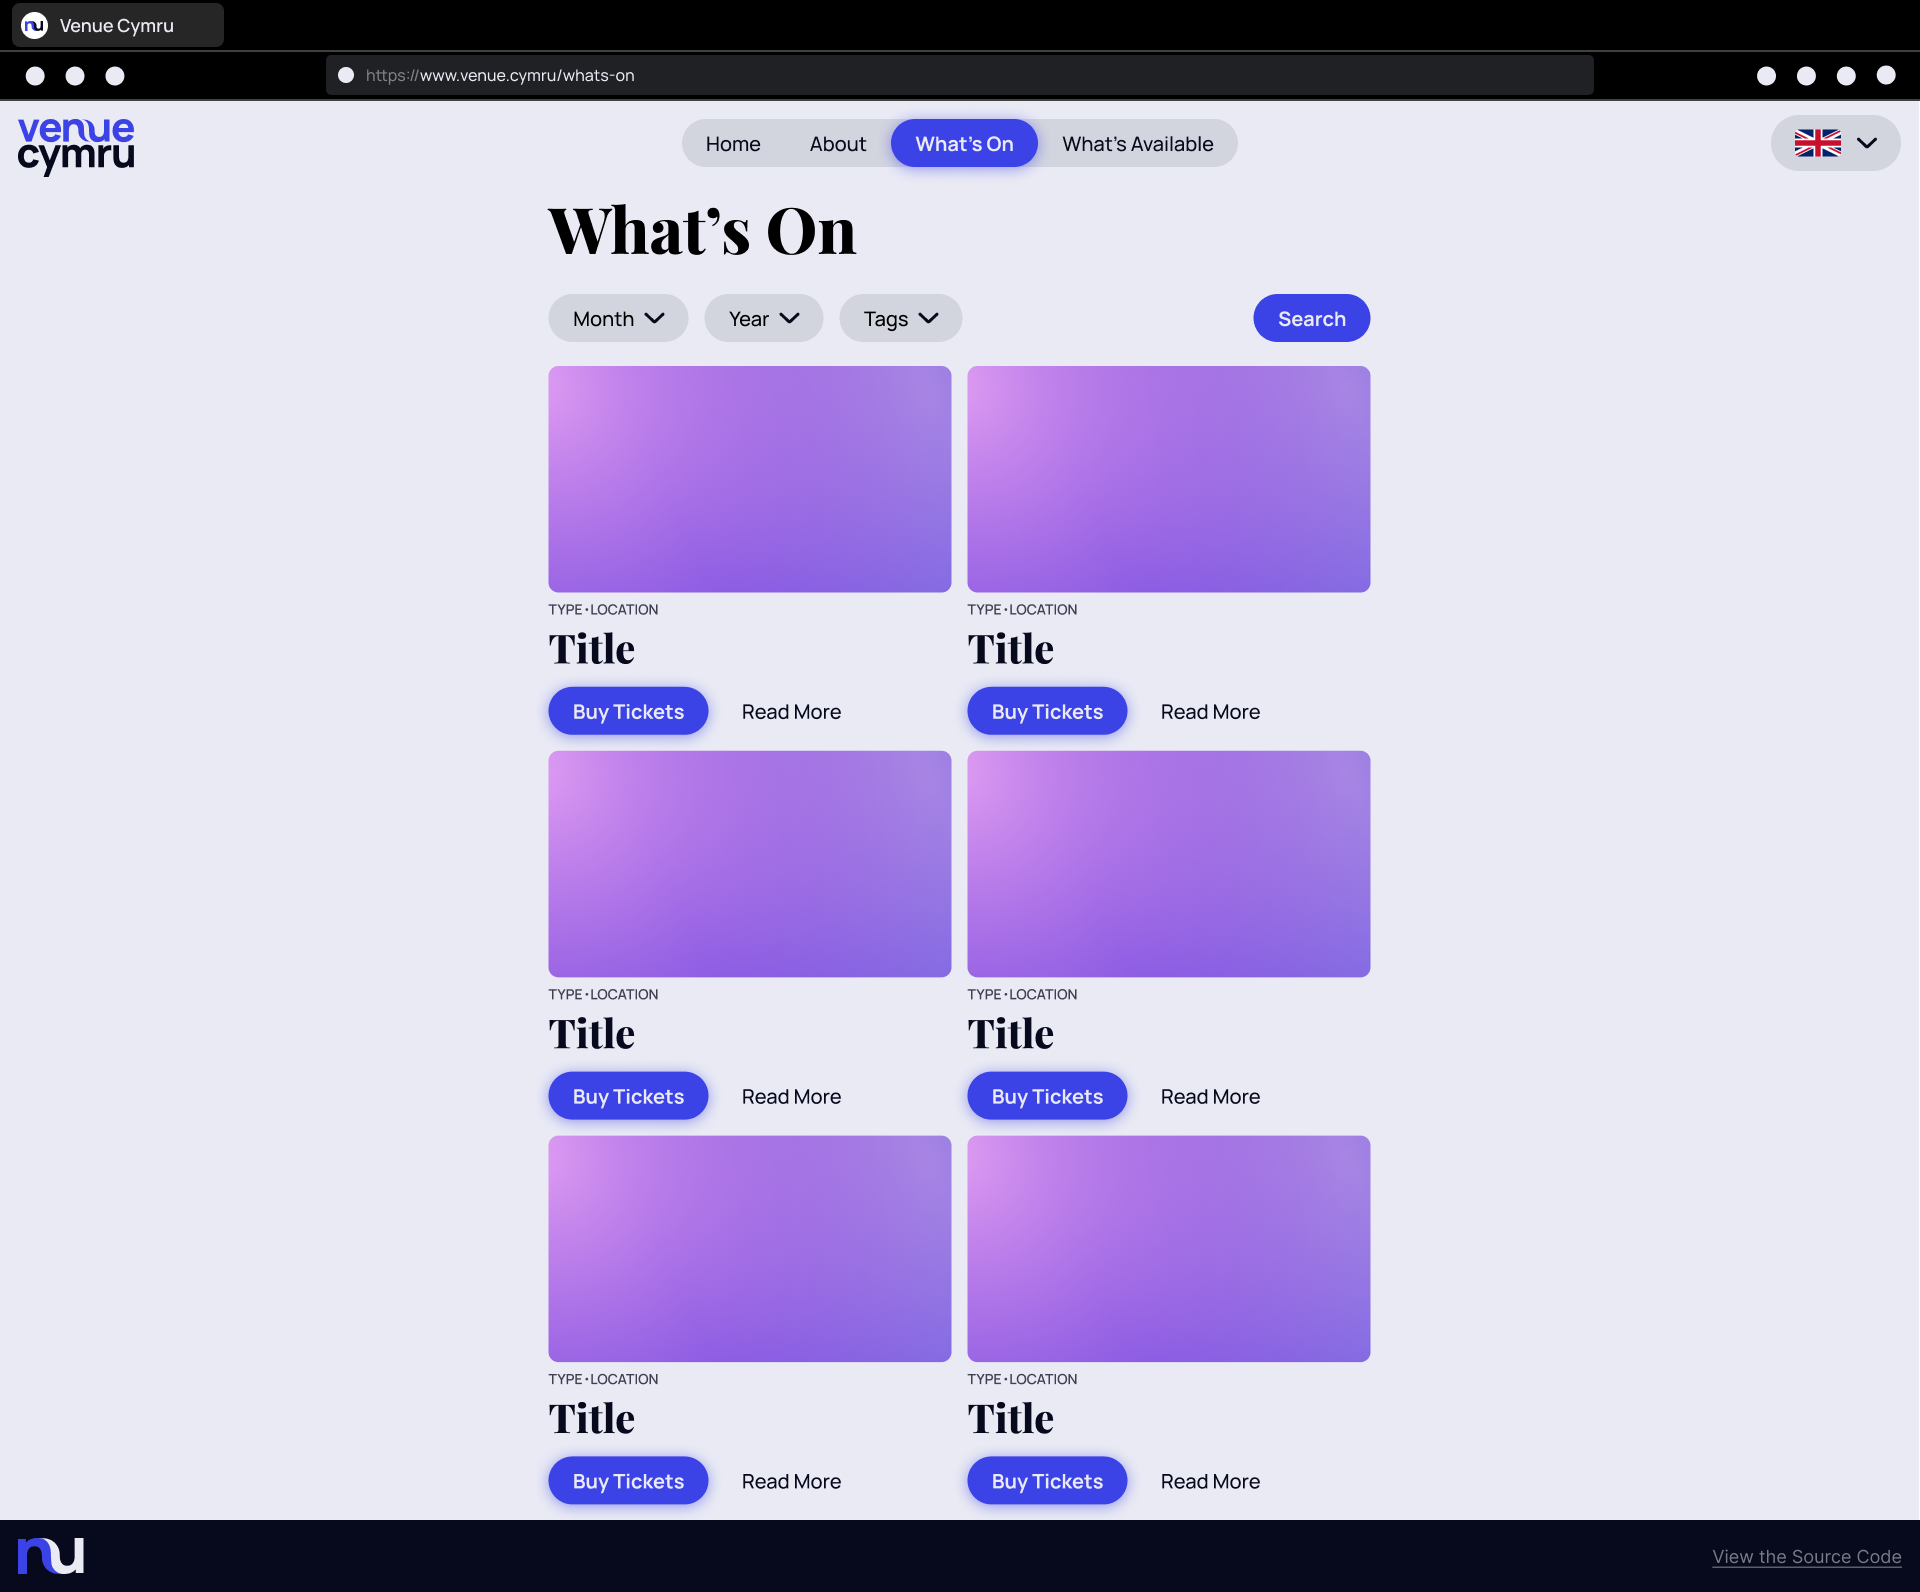 nu Venue Cymru
https://www.venue.cymru/whats-on
venue
cymru
Home About What's On What's Available
What's On
Month Year Tags Search
TYPE•LOCATION TYPE•LOCATION
Title Title
Buy Tickets Read More Buy Tickets Read More
TYPE•LOCATION TYPE•LOCATION
Title Title
Buy Tickets Read More Buy Tickets Read More
TYPE•LOCATION TYPE•LOCATION
Title Title
Buy Tickets Read More Buy Tickets Read More
nu View the Source Code